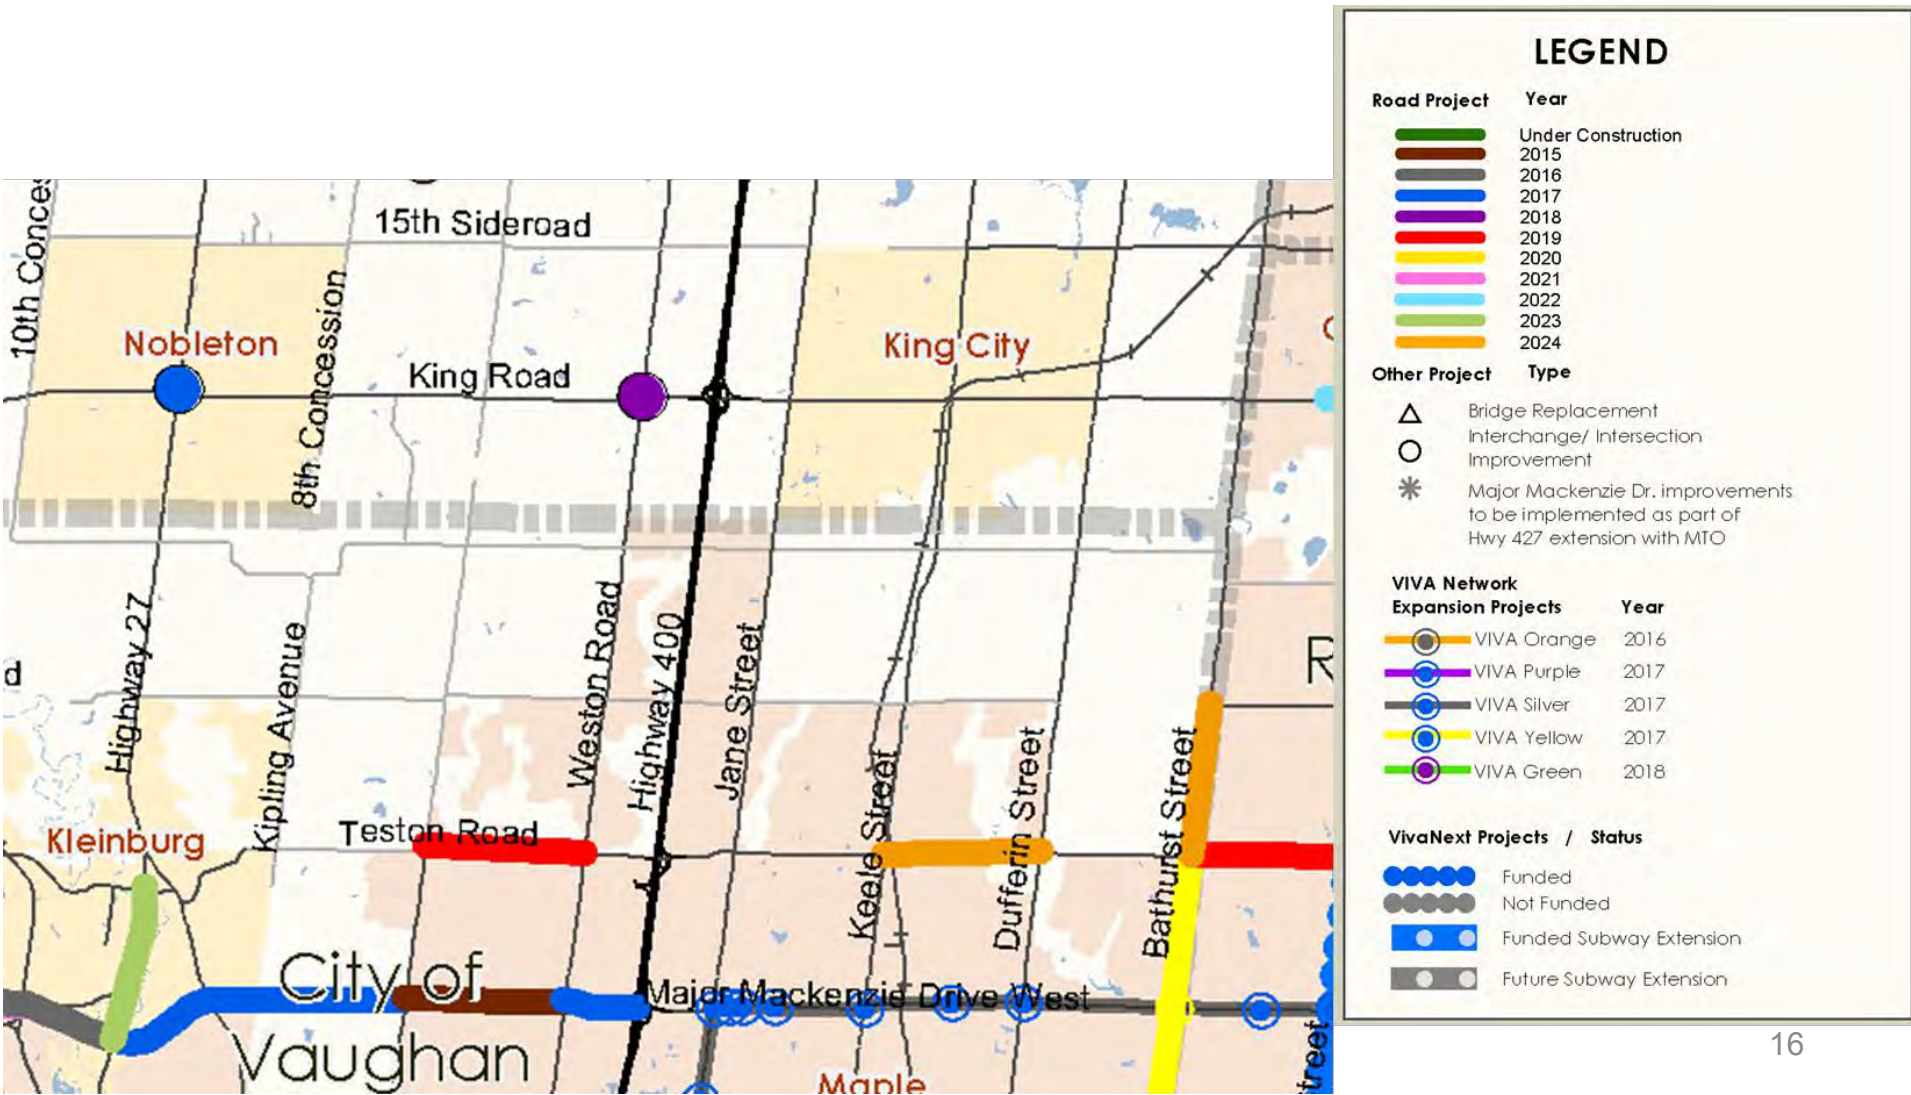 15th Sideroad
10th Conces
Nobleton
8th Concession
King Road
King City
Highway 27
Kipling Avenue
Weston Road
Highway 400
Jane Street
Keele Street
Dufferin Street
Bathurst Street
d
R
Teston Road
Kleinburg
City of
Vaughan
Major Mackenzie Drive West
Maple
treet
LEGEND
Road Project Year
Under Construction
2015
2016
2017
2018
2019
2020
2021
2022
2023
2024
Other Project Type
Bridge Replacement
Interchange/ Intersection
Improvement
Major Mackenzie Dr. improvements
to be implemented as part of
Hwy 427 extension with MTO
VIVA Network
Expansion Projects Year
VIVA Orange 2016
VIVA Purple 2017
VIVA Silver 2017
VIVA Yellow 2017
VIVA Green 2018
VivaNext Projects / Status
Funded
Not Funded
Funded Subway Extension
Future Subway Extension
16